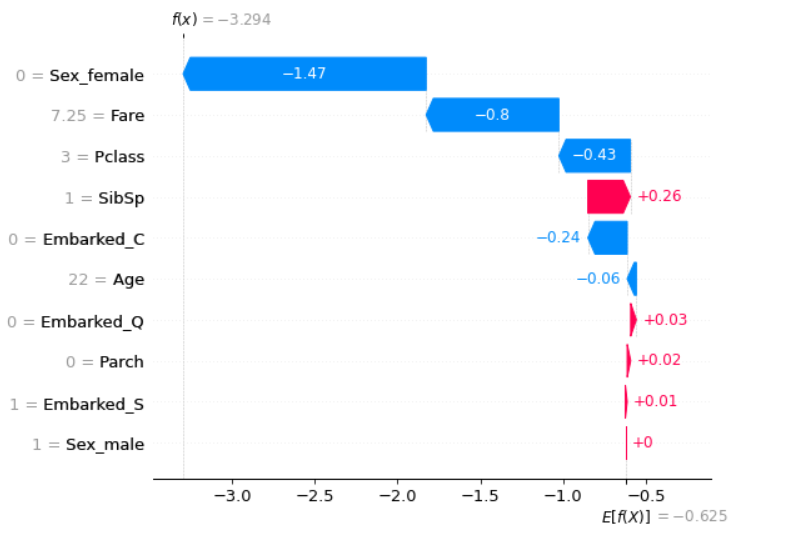 f(x) = −3.294
0 = Sex_female −1.47
7.25 = Fare −0.8
3 = Pclass −0.43
1 = SibSp +0.26
0 = Embarked_C −0.24
22 = Age −0.06
0 = Embarked_Q +0.03
0 = Parch +0.02
1 = Embarked_S +0.01
1 = Sex_male +0
−3.0 −2.5 −2.0 −1.5 −1.0 −0.5
E[f(X)] = −0.625